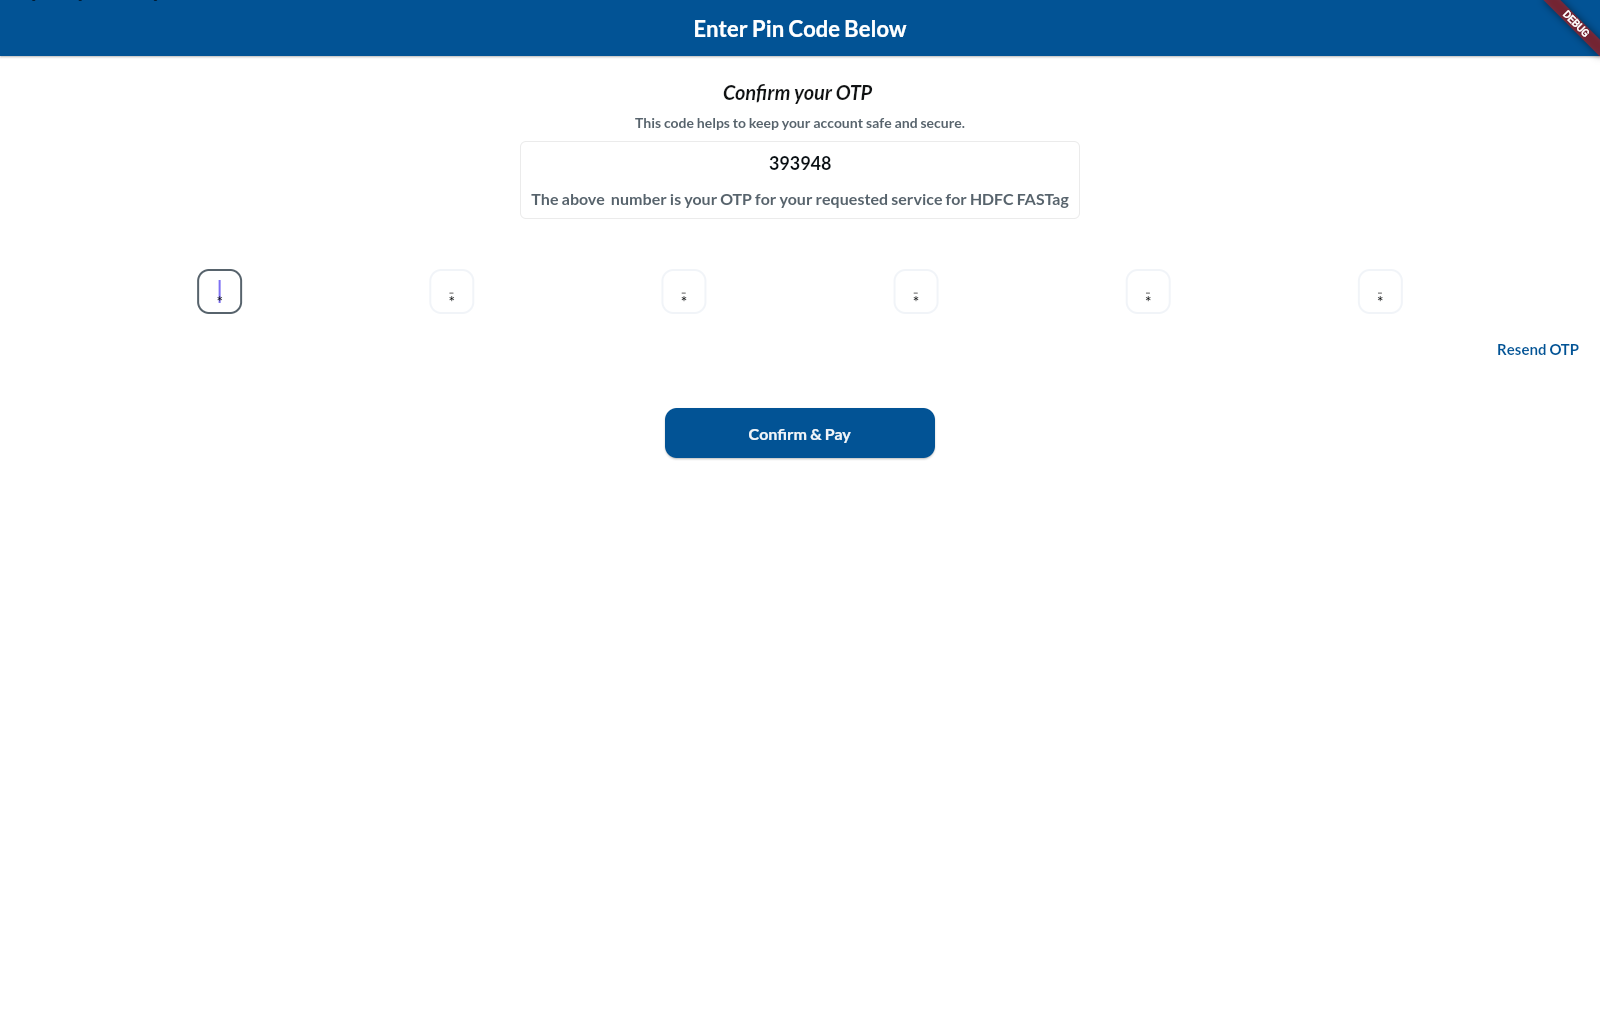 Enter Pin Code Below
DEBUG
Confirm your OTP
This code helps to keep your account safe and secure.
393948
The above  number is your OTP for your requested service for HDFC FASTag
*
- *
- *
- *
- *
- *
Resend OTP
Confirm & Pay